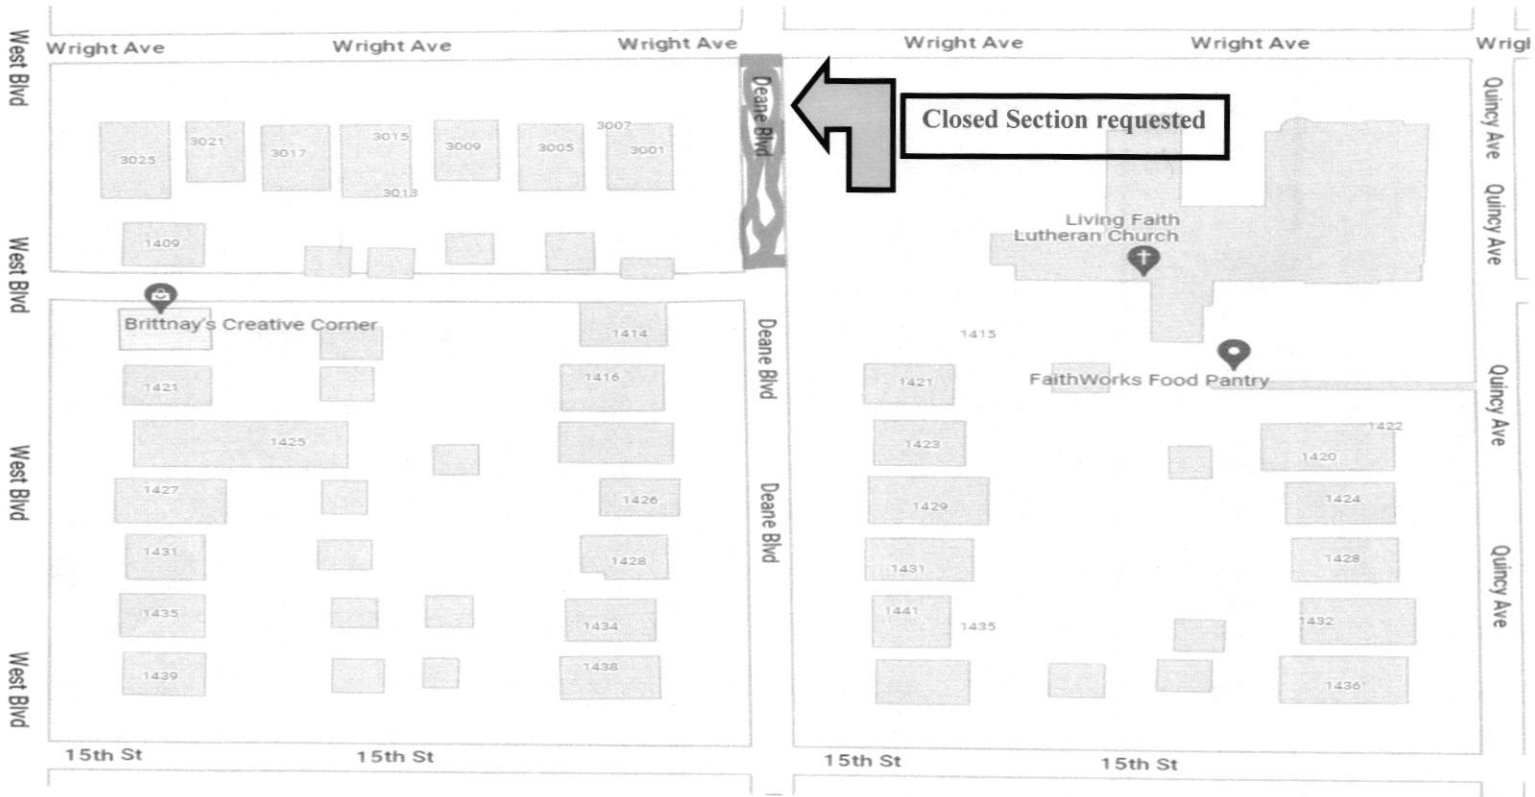 Wright Ave
Wright Ave
Wright Ave
Wright Ave
Wright Ave
West Blvd
Deane Blvd
Closed Section requested
Quincy Ave
3025
3021
3017
3015
3013
3009
3005
3007
3001
Quincy Ave
Living Faith
Lutheran Church
West Blvd
1409
Brittnay's Creative Corner
1414
Deane Blvd
1415
1421
1416
1421
FaithWorks Food Pantry
Quincy Ave
1425
1423
1422
1420
West Blvd
1427
1426
Deane Blvd
1429
1424
1431
1428
1431
1428
Quincy Ave
1435
1434
1441
1435
1432
West Blvd
1439
1438
1436
15th St
15th St
15th St
15th St